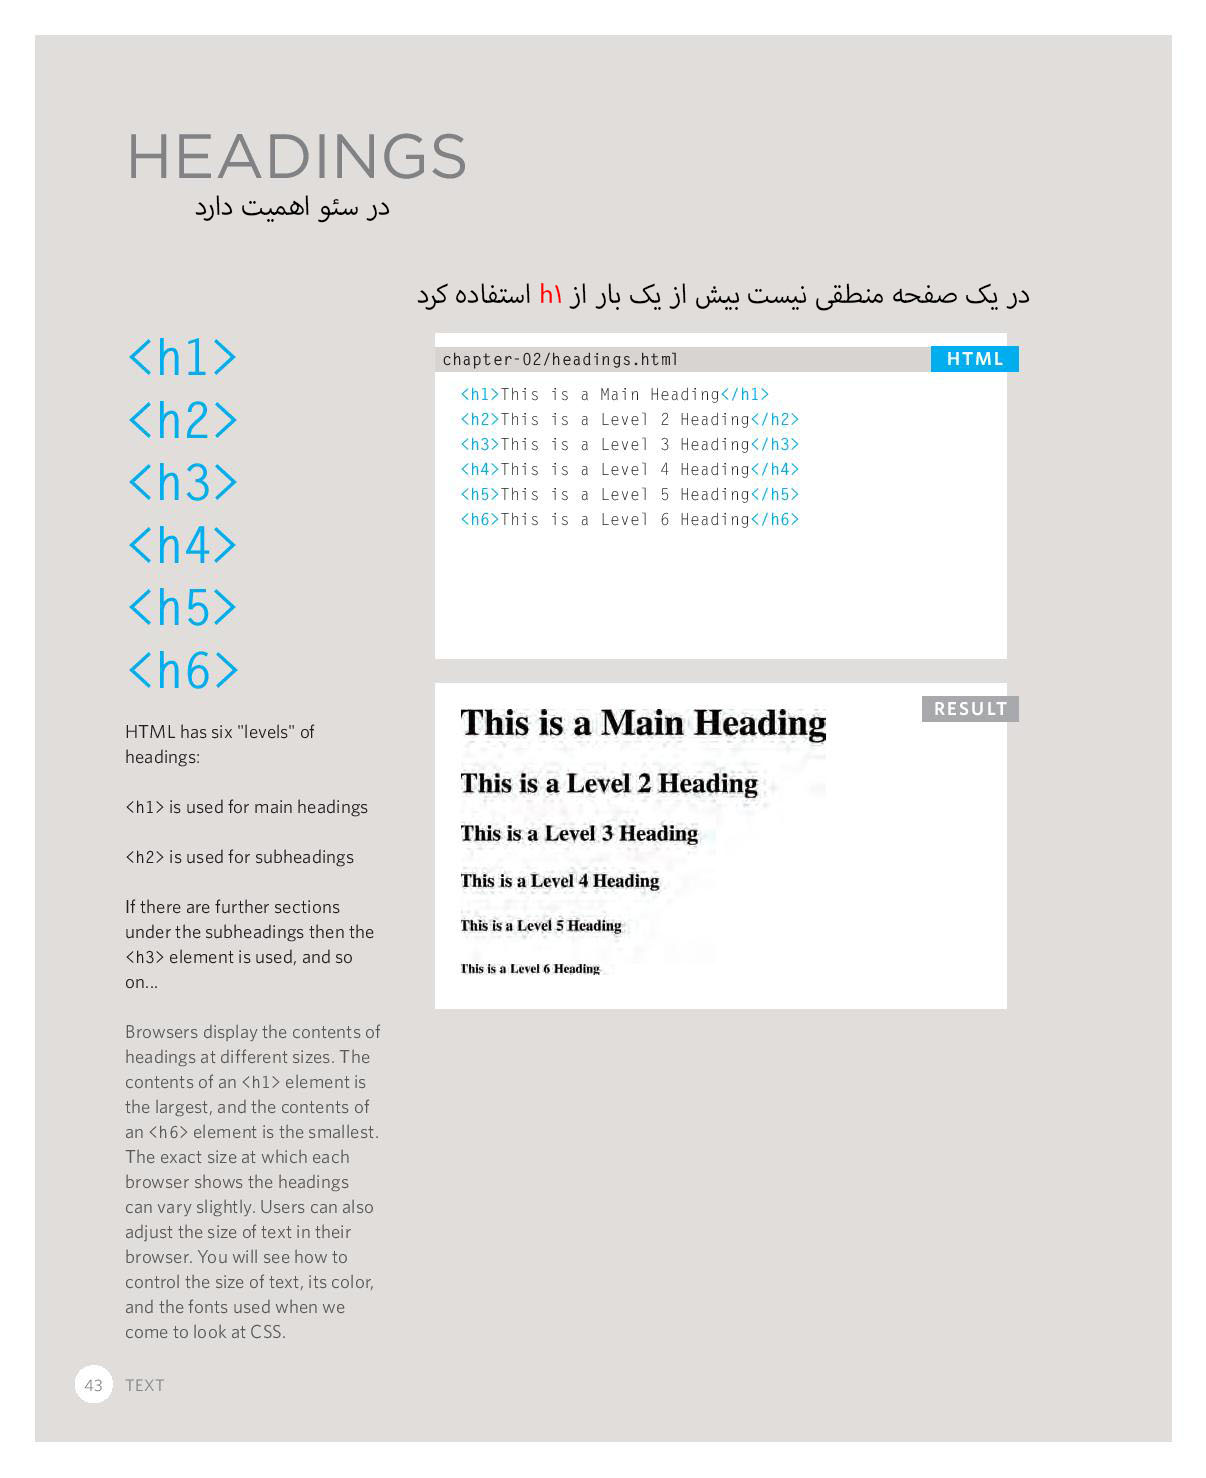 HEADINGS
در سئو اهمیت دارد
در یک صفحه منطقی نیست بیش از یک بار از h۱ استفاده کرد
<h1>
<h2>
<h3>
<h4>
<h5>
<h6>
HTML has six "levels" of
headings:
<h1> is used for main headings
<h2> is used for subheadings
If there are further sections
under the subheadings then the
<h3> element is used, and so
on...
Browsers display the contents of
headings at different sizes. The
contents of an <h1> element is
the largest, and the contents of
an <h6> element is the smallest.
The exact size at which each
browser shows the headings
can vary slightly. Users can also
adjust the size of text in their
browser. You will see how to
control the size of text, its color,
and the fonts used when we
come to look at CSS.
chapter-02/headings.html HTML
<h1>This is a Main Heading</h1>
<h2>This is a Level 2 Heading</h2>
<h3>This is a Level 3 Heading</h3>
<h4>This is a Level 4 Heading</h4>
<h5>This is a Level 5 Heading</h5>
<h6>This is a Level 6 Heading</h6>
RESULT
This is a Main Heading
This is a Level 2 Heading
This is a Level 3 Heading
This is a Level 4 Heading
This is a Level 5 Heading
This is a Level 6 Heading
43 TEXT